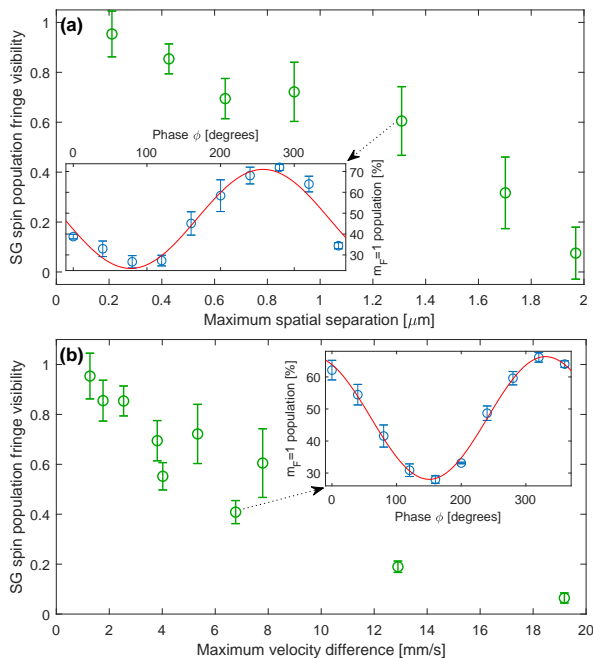 (a)
1
0.8
0.6
0.4
0.2
0
SG spin population fringe visibility
Phase ϕ [degrees]
0 100 200 300
70
60
50
40
30
m_F=1 population [%]
0 0.2 0.4 0.6 0.8 1 1.2 1.4 1.6 1.8 2
Maximum spatial separation [μm]
(b)
1
0.8
0.6
0.4
0.2
0
SG spin population fringe visibility
60
50
40
30
m_F=1 population [%]
0 100 200 300
Phase ϕ [degrees]
0 2 4 6 8 10 12 14 16 18 20
Maximum velocity difference [mm/s]